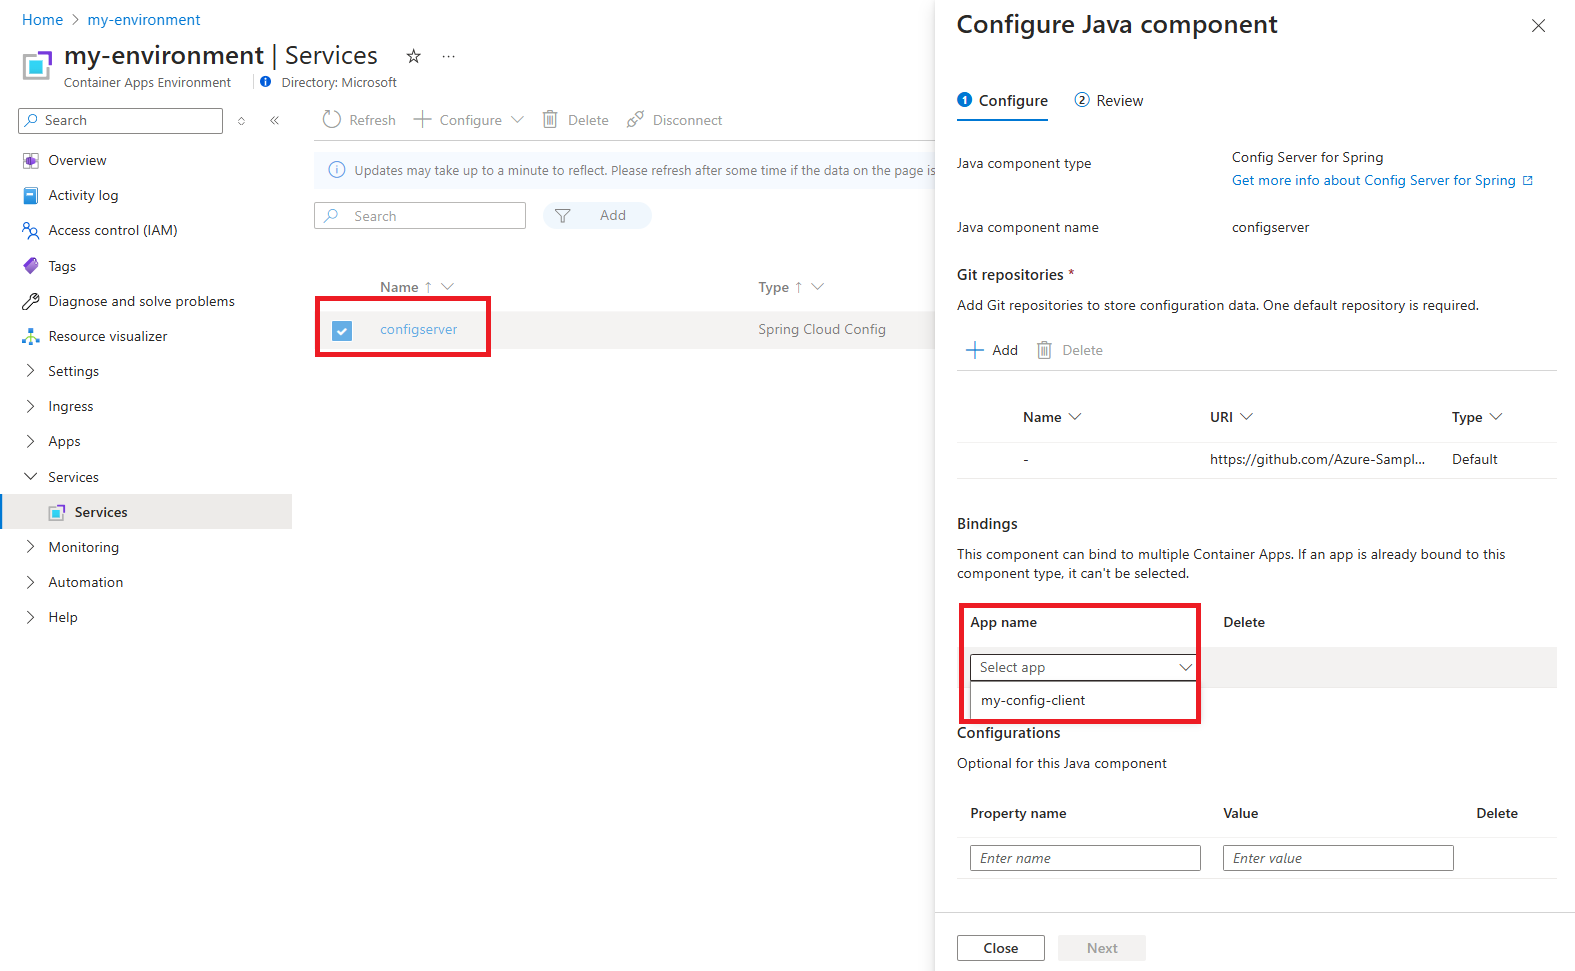 Home > my-environment
my-environment | Services
Container Apps Environment
Directory: Microsoft
Search
Overview
Activity log
Access control (IAM)
Tags
Diagnose and solve problems
Resource visualizer
Settings
Ingress
Apps
Services
Services
Monitoring
Automation
Help
Refresh
Configure
Delete
Disconnect
Updates may take up to a minute to reflect. Please refresh after some time if the data on the page is
Search
Add
Name ↑
Type ↑
configserver
Spring Cloud Config
Configure Java component
1 Configure
2 Review
Java component type
Config Server for Spring
Get more info about Config Server for Spring
Java component name
configserver
Git repositories *
Add Git repositories to store configuration data. One default repository is required.
Add
Delete
Name
URI
Type
-
https://github.com/Azure-Sampl...
Default
Bindings
This component can bind to multiple Container Apps. If an app is already bound to this
component type, it can't be selected.
App name
Delete
Select app
my-config-client
Configurations
Optional for this Java component
Property name
Value
Delete
Enter name
Enter value
Close
Next